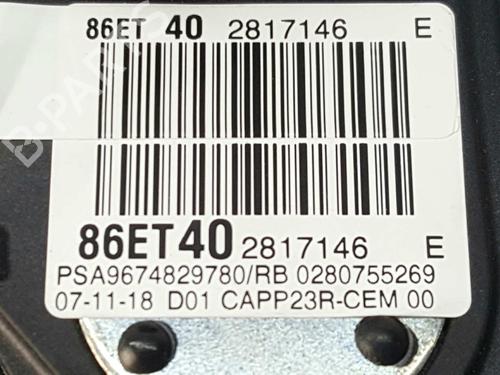 86ET 40 2817146 E
86ET40 2817146 E
PSA9674829780/RB 0280755269
07-11-18 D01 CAPP23R-CEM 00